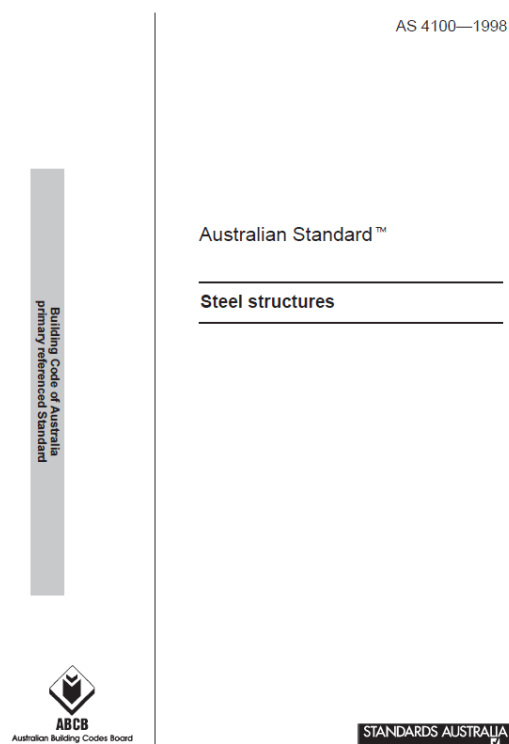 AS 4100—1998
Australian Standard™
Steel structures
Building Code of Australia
primary referenced Standard
ABCB
Australian Building Codes Board
STANDARDS AUSTRALIA